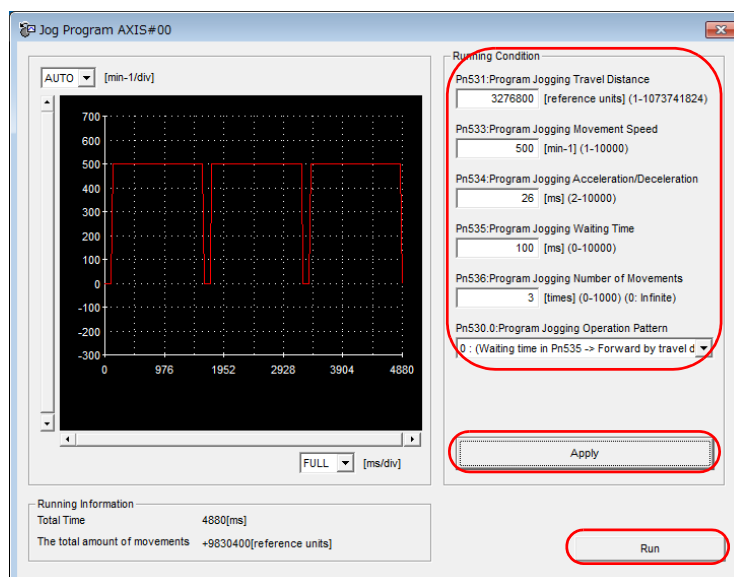 Jog Program AXIS#00
AUTO [min-1/div]
700
600
500
400
300
200
100
0
-100
-200
-300
0 976 1952 2928 3904 4880
FULL [ms/div]
Running Condition
Pn531:Program Jogging Travel Distance
3276800 [reference units] (1-1073741824)
Pn533:Program Jogging Movement Speed
500 [min-1] (1-10000)
Pn534:Program Jogging Acceleration/Deceleration
26 [ms] (2-10000)
Pn535:Program Jogging Waiting Time
100 [ms] (0-10000)
Pn536:Program Jogging Number of Movements
3 [times] (0-1000) (0: Infinite)
Pn530.0:Program Jogging Operation Pattern
0 : (Waiting time in Pn535 -> Forward by travel d
Apply
Running Information
Total Time 4880[ms]
The total amount of movements +9830400[reference units]
Run